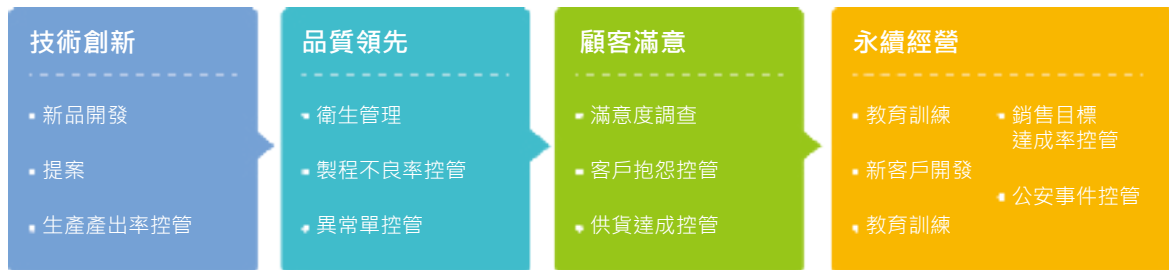 技術創新
▪ 新品開發
▪ 提案
▪ 生產產出率控管
品質領先
▪ 衛生管理
▪ 製程不良率控管
▪ 異常單控管
顧客滿意
▪ 滿意度調查
▪ 客戶抱怨控管
▪ 供貨達成控管
永續經營
▪ 教育訓練
▪ 新客戶開發
▪ 教育訓練
▪ 銷售目標
達成率控管
▪ 公安事件控管